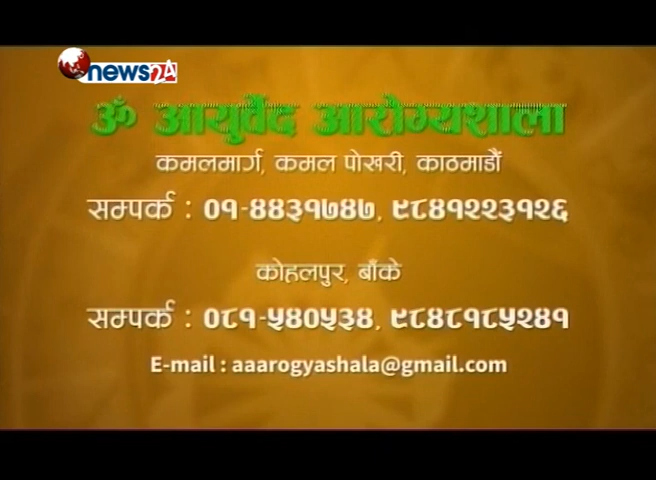 news24
ॐ आयुर्वेद आरोग्यशाला
कमलमार्ग, कमल पोखरी, काठमाडौं
सम्पर्क : ०१-४४३१७४७, ९८४१२२३१२६
कोहलपुर, बाँके
सम्पर्क : ०८१-५४०५३४, ९८४८१८५२४१
E-mail : aaarogyashala@gmail.com